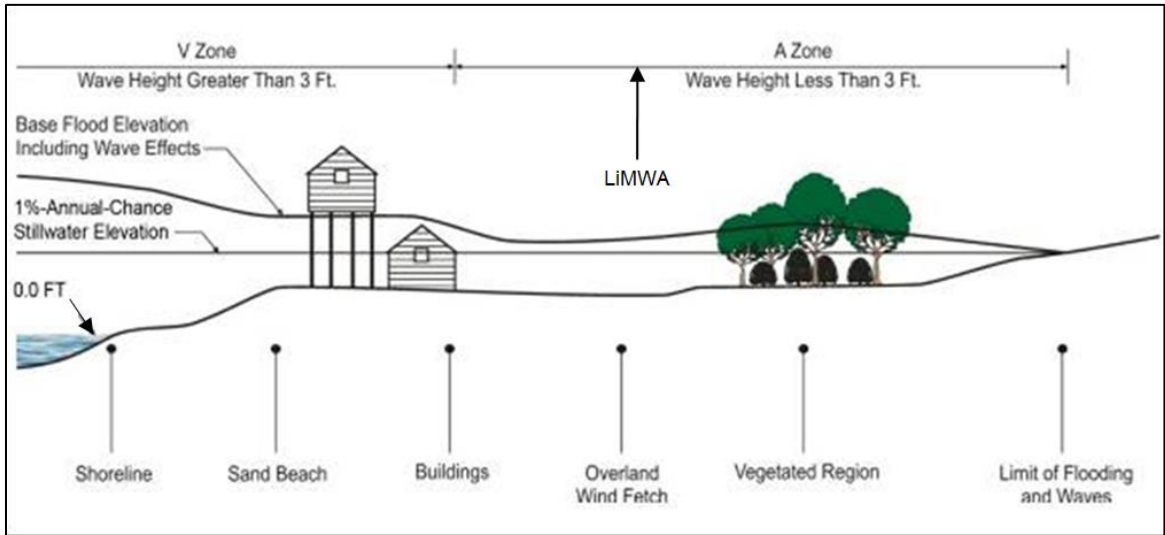 V Zone
Wave Height Greater Than 3 Ft.
A Zone
Wave Height Less Than 3 Ft.
Base Flood Elevation
Including Wave Effects
LiMWA
1%-Annual-Chance
Stillwater Elevation
0.0 FT
Shoreline
Sand Beach
Buildings
Overland
Wind Fetch
Vegetated Region
Limit of Flooding
and Waves